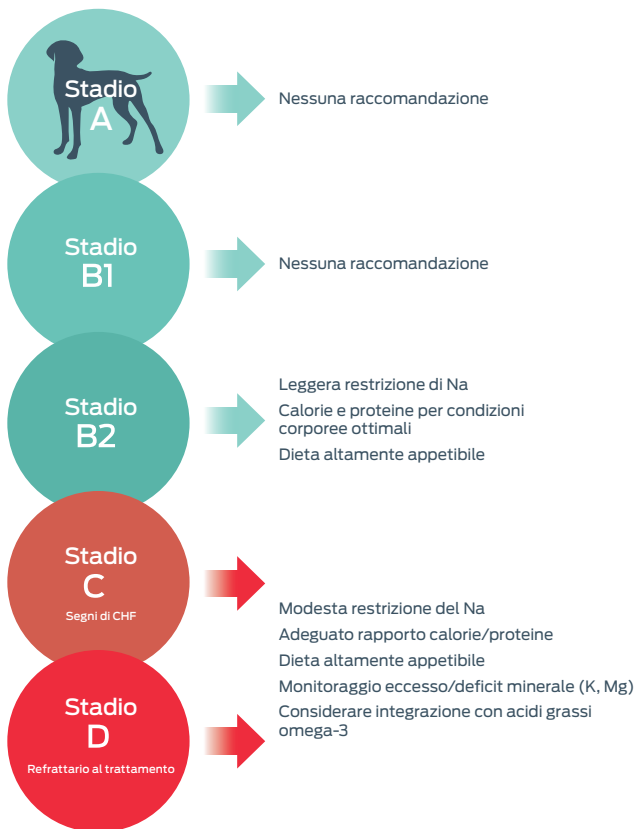 Stadio
A
Nessuna raccomandazione
Stadio
B1
Nessuna raccomandazione
Stadio
B2
Leggera restrizione di Na
Calorie e proteine per condizioni
corporee ottimali
Dieta altamente appetibile
Stadio
C
Segni di CHF
Stadio
D
Refrattario al trattamento
Modesta restrizione del Na
Adeguato rapporto calorie/proteine
Dieta altamente appetibile
Monitoraggio eccesso/deficit minerale (K, Mg)
Considerare integrazione con acidi grassi
omega-3